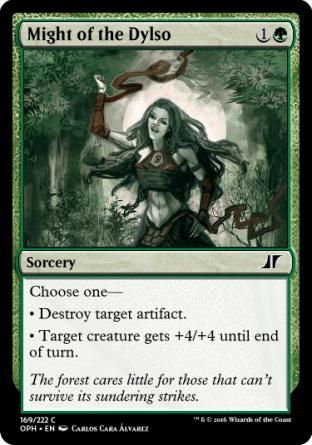 Might of the Dylso 1
Sorcery
Choose one—
• Destroy target artifact.
• Target creature gets +4/+4 until end
of turn.
The forest cares little for those that can't
survive its sundering strikes.
169/222 C
OPH • EN CARLOS CARA ÁLVAREZ
™ & © 2016 Wizards of the Coast